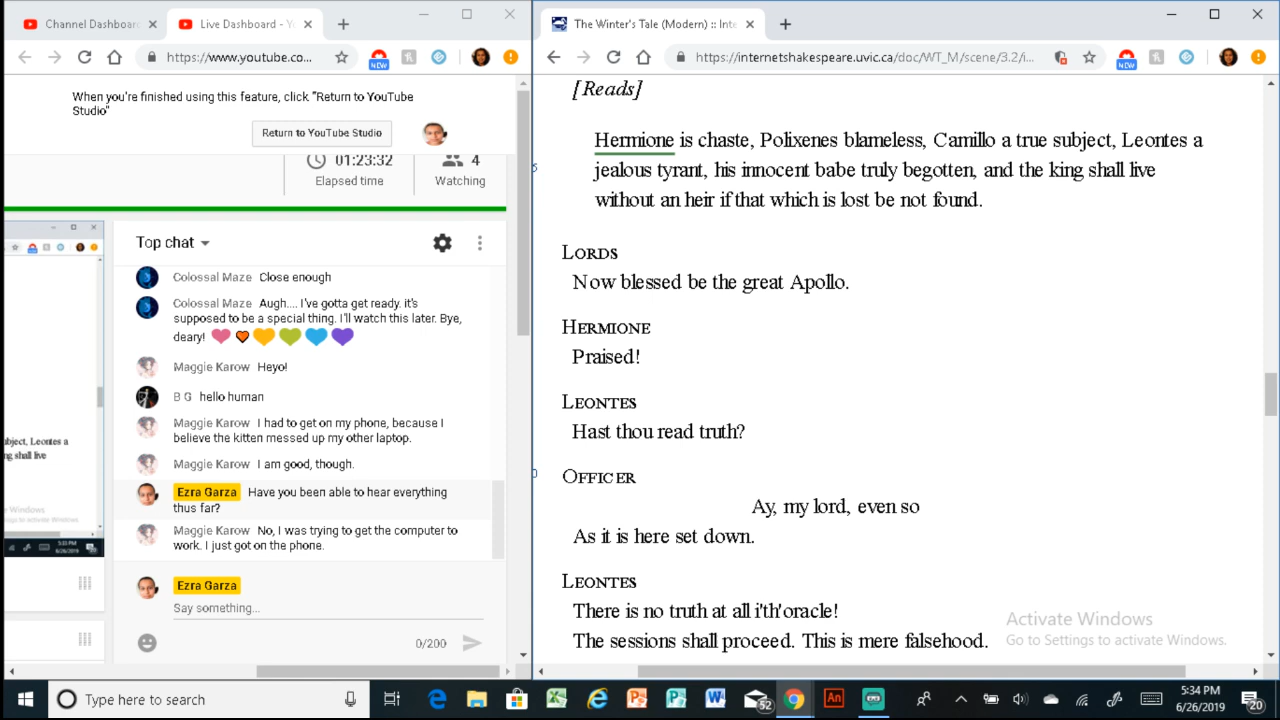 Channel Dashboard
Live Dashboard - Y
https://www.youtube.co...
NEW
When you're finished using this feature, click "Return to YouTube
Studio"
Return to YouTube Studio
01:23:32
4
Elapsed time
Watching
Top chat
Colossal Maze Close enough
Colossal Maze Augh.... I've gotta get ready. it's
supposed to be a special thing. I'll watch this later. Bye,
deary!
Maggie Karow Heyo!
B G hello human
Maggie Karow I had to get on my phone, because I
believe the kitten messed up my other laptop.
Maggie Karow I am good, though.
Ezra Garza Have you been able to hear everything
thus far?
Maggie Karow No, I was trying to get the computer to
work. I just got on the phone.
Ezra Garza
Say something...
0/200
bject, Leontes a
ng shall live
The Winter's Tale (Modern) :: Inte
https://internetshakespeare.uvic.ca/doc/WT_M/scene/3.2/i...
NEW
[Reads]
Hermione is chaste, Polixenes blameless, Camillo a true subject, Leontes a
jealous tyrant, his innocent babe truly begotten, and the king shall live
without an heir if that which is lost be not found.
LORDS
Now blessed be the great Apollo.
HERMIONE
Praised!
LEONTES
Hast thou read truth?
OFFICER
Ay, my lord, even so
As it is here set down.
LEONTES
There is no truth at all i'th'oracle!
The sessions shall proceed. This is mere falsehood.
Activate Windows
Go to Settings to activate Windows.
Type here to search
52
An
5:34 PM
6/26/2019
20